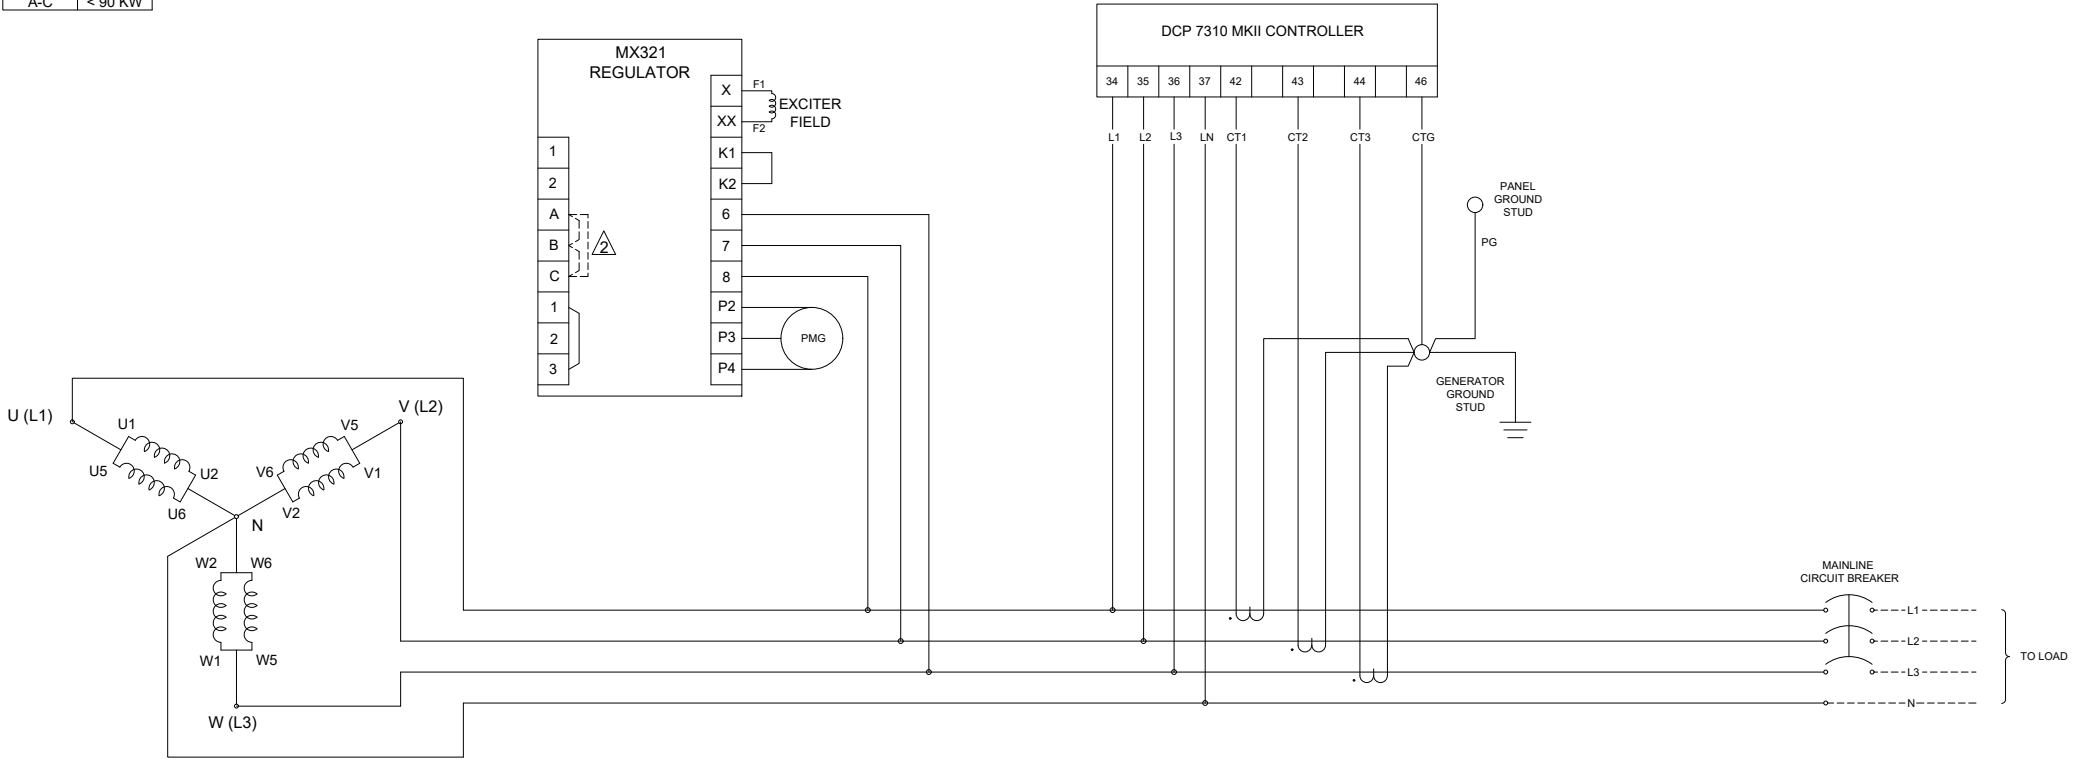 A-C < 90 KW
DCP 7310 MKII CONTROLLER
34 35 36 37 42 43 44 46
L1 L2 L3 LN CT1 CT2 CT3 CTG
MX321
REGULATOR
X
XX
K1
K2
6
7
8
P2
P3
P4
F1
F2
EXCITER
FIELD
1
2
A
B
C
1
2
3
2
PMG
PANEL
GROUND
STUD
PG
GENERATOR
GROUND
STUD
U (L1)
U1
U5
U2
U6
V (L2)
V5
V6
V1
V2
N
W2 W6
W1 W5
W (L3)
MAINLINE
CIRCUIT BREAKER
L1
L2
L3
N
TO LOAD